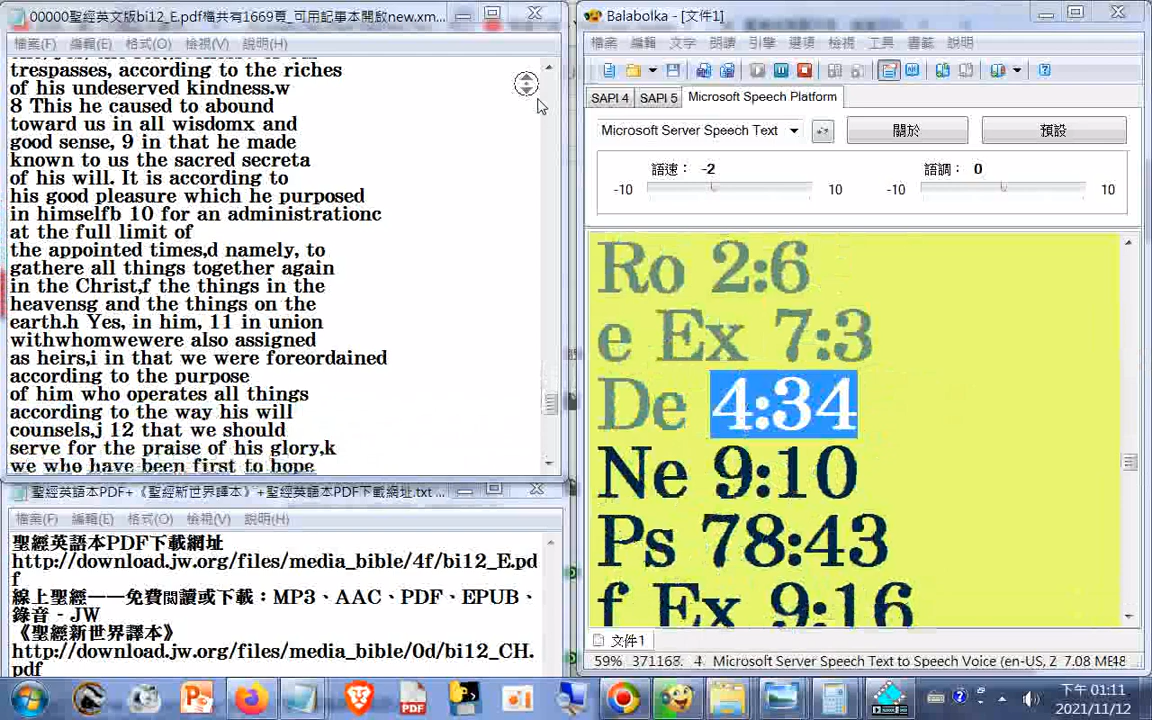 00000聖經英文版bi12_E.pdf檔共有1669頁_可用記事本開啟new.xm...
檔案(F) 編輯(E) 格式(O) 檢視(V) 說明(H)
trespasses, according to the riches
of his undeserved kindness.w
8 This he caused to abound
toward us in all wisdomx and
good sense, 9 in that he made
known to us the sacred secreta
of his will. It is according to
his good pleasure which he purposed
in himselfb 10 for an administrationc
at the full limit of
the appointed times,d namely, to
gathere all things together again
in the Christ,f the things in the
heavensg and the things on the
earth.h Yes, in him, 11 in union
withwhomwewere also assigned
as heirs,i in that we were foreordained
according to the purpose
of him who operates all things
according to the way his will
counsels,j 12 that we should
serve for the praise of his glory,k
we who have been first to hope
聖經英語本PDF+《聖經新世界譯本》+聖經英語本PDF下載網址.txt ...
檔案(F) 編輯(E) 格式(O) 檢視(V) 說明(H)
聖經英語本PDF下載網址
http://download.jw.org/files/media_bible/4f/bi12_E.pd
f
線上聖經──免費閱讀或下載：MP3、AAC、PDF、EPUB、
錄音 - JW
《聖經新世界譯本》
http://download.jw.org/files/media_bible/0d/bi12_CH.
pdf
Balabolka - [文件1]
檔案 編輯 文字 朗讀 引擎 選項 檢視 工具 書籤 說明
SAPI 4 SAPI 5 Microsoft Speech Platform
Microsoft Server Speech Text 關於 預設
語速： -2 語調： 0
-10 10 -10 10
Ro 2:6
e Ex 7:3
De 4:34
Ne 9:10
Ps 78:43
f Ex 9:16
文件1
59% 371168. 4 Microsoft Server Speech Text to Speech Voice (en-US, Z 7.08 ME48
下午 01:11
2021/11/12